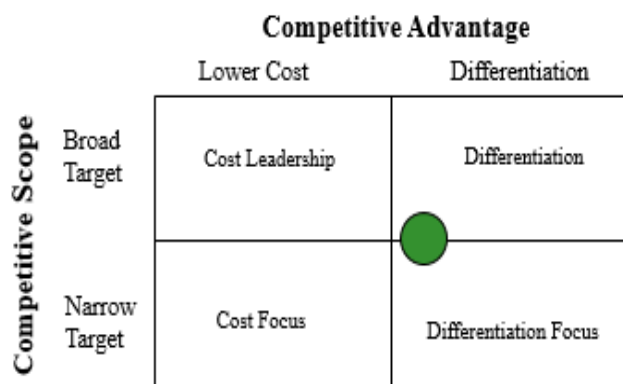 Competitive Advantage
Lower Cost
Differentiation
Competitive Scope
Broad
Target
Cost Leadership
Differentiation
Narrow
Target
Cost Focus
Differentiation Focus